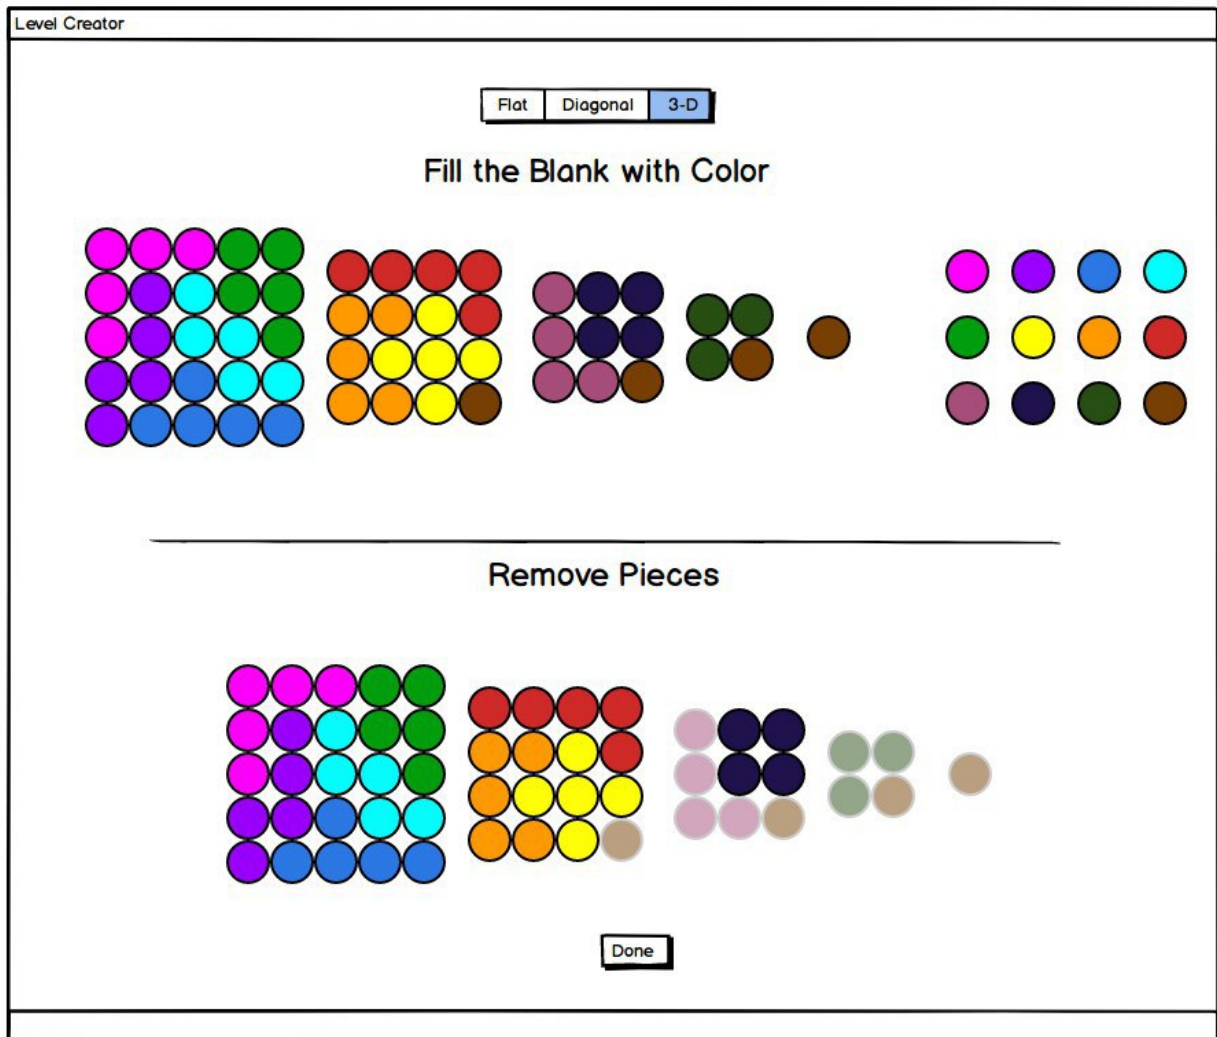 Level Creator
Flat Diagonal 3-D
Fill the Blank with Color
Remove Pieces
Done